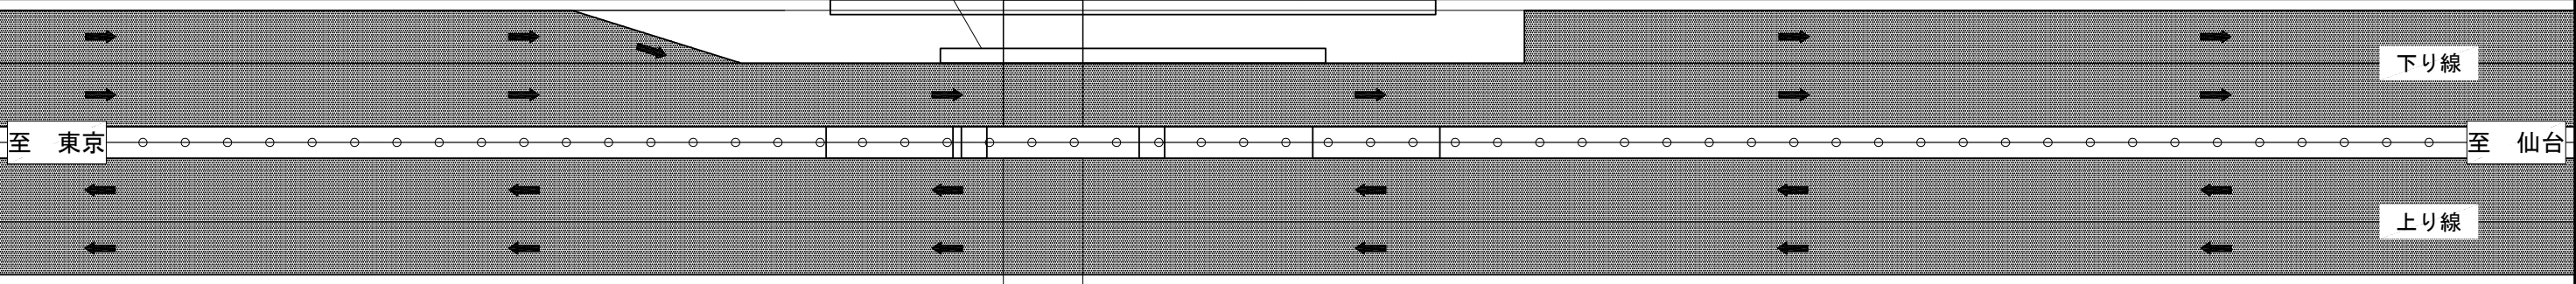 下り線
至　東京
至　仙台
上り線